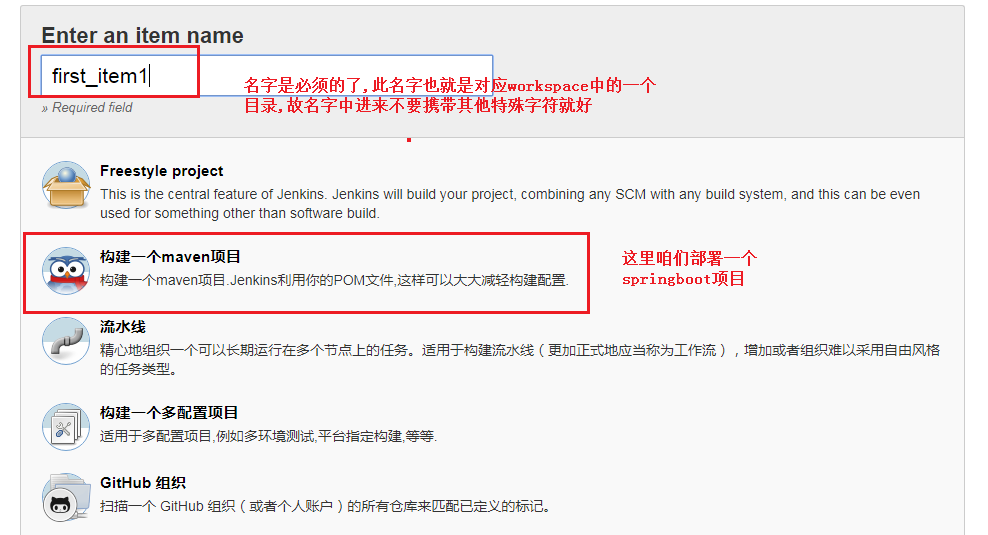 Enter an item name
first_item1
» Required field
名字是必须的了,此名字也就是对应workspace中的一个
目录,故名字中进来不要携带其他特殊字符就好
Freestyle project
This is the central feature of Jenkins. Jenkins will build your project, combining any SCM with any build system, and this can be even
used for something other than software build.
构建一个maven项目
构建一个maven项目.Jenkins利用你的POM文件,这样可以大大减轻构建配置.
这里咱们部署一个
springboot项目
流水线
精心地组织一个可以长期运行在多个节点上的任务。适用于构建流水线（更加正式地应当称为工作流），增加或者组织难以采用自由风格
的任务类型。
构建一个多配置项目
适用于多配置项目,例如多环境测试,平台指定构建,等等.
GitHub 组织
扫描一个 GitHub 组织（或者个人账户）的所有仓库来匹配已定义的标记。